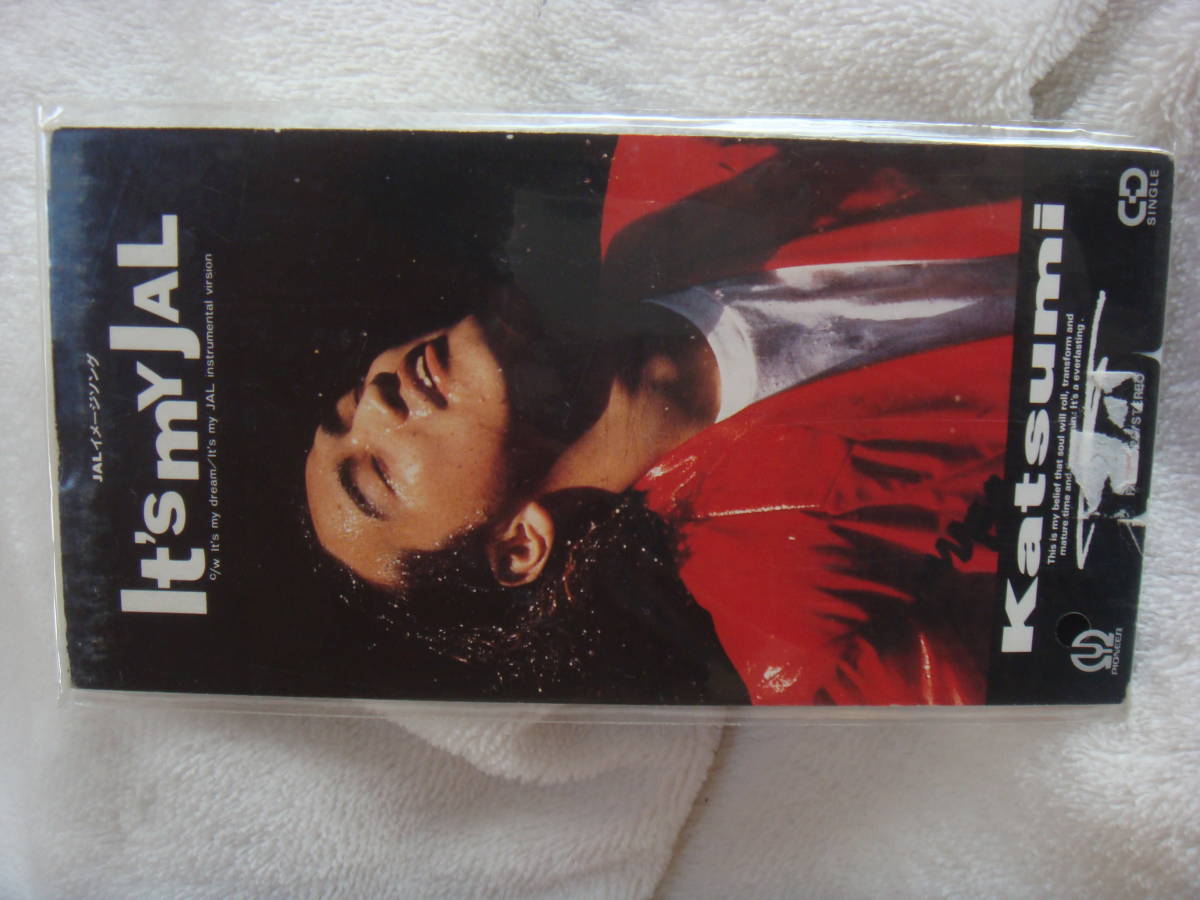 JALイメージソング
It's mY JAL
c/w It's my dream／It's my JAL instrumental virsion
Katsumi
This is my belief that soul will roll, transform and
mature time and It's a everlasting.
/STEREO
PIONEER
CD
SINGLE